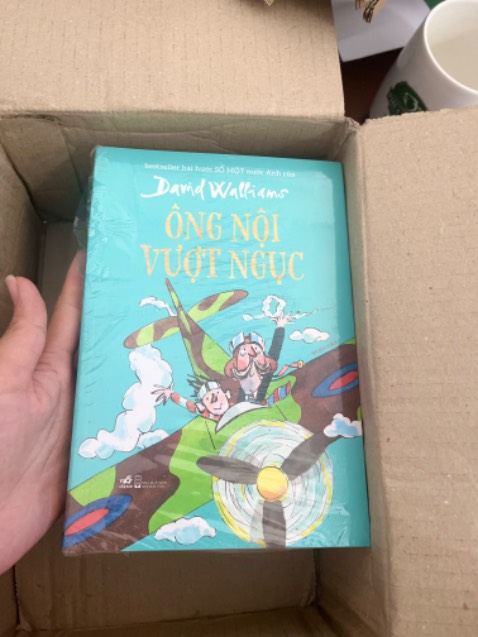 bestseller hài hước SỐ MỘT nước Anh của
David Walliams
ÔNG NỘI
VƯỢT NGỤC